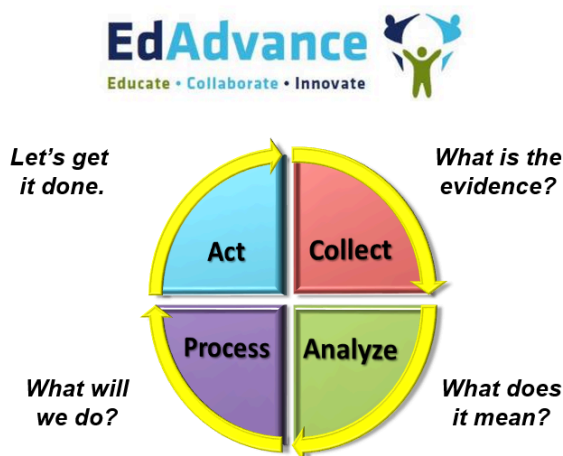 EdAdvance
Educate • Collaborate • Innovate
Let's get
it done.
What is the
evidence?
Act
Collect
Process
Analyze
What will
we do?
What does
it mean?